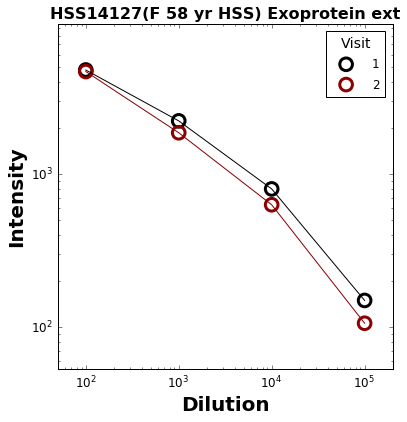 HSS14127(F 58 yr HSS) Exoprotein ext
Visit
1
2
Intensity
10³
10²
10² 10³ 10⁴ 10⁵
Dilution